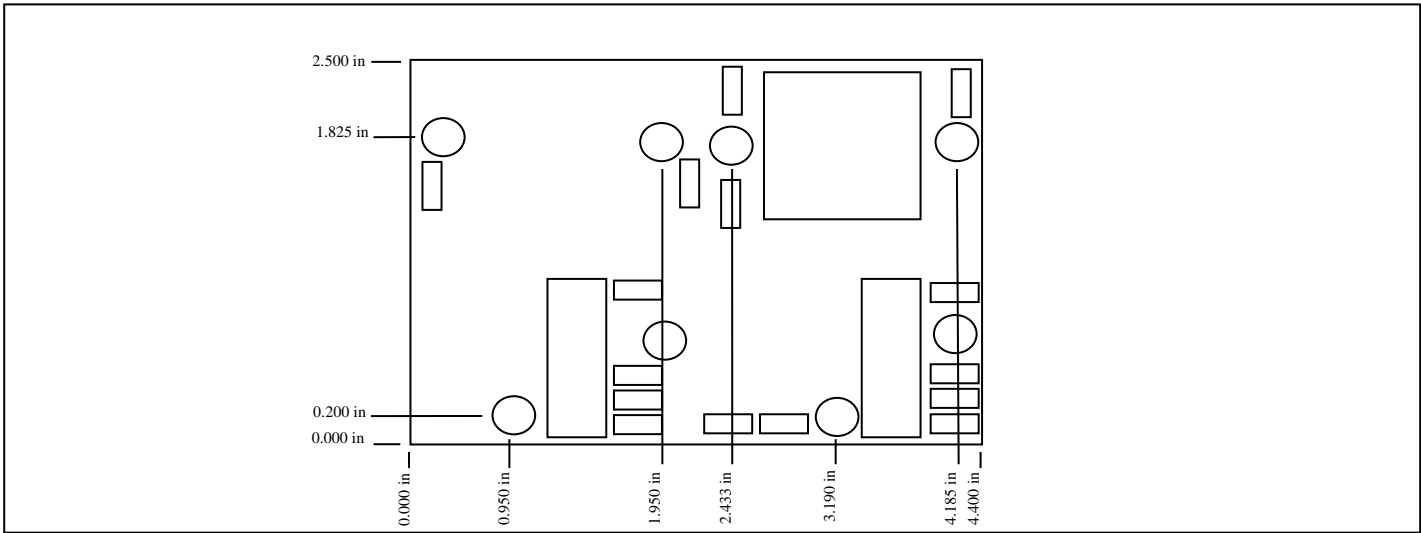 2.500 in
1.825 in
0.200 in
0.000 in
0.000 in
0.950 in
1.950 in
2.433 in
3.190 in
4.185 in
4.400 in